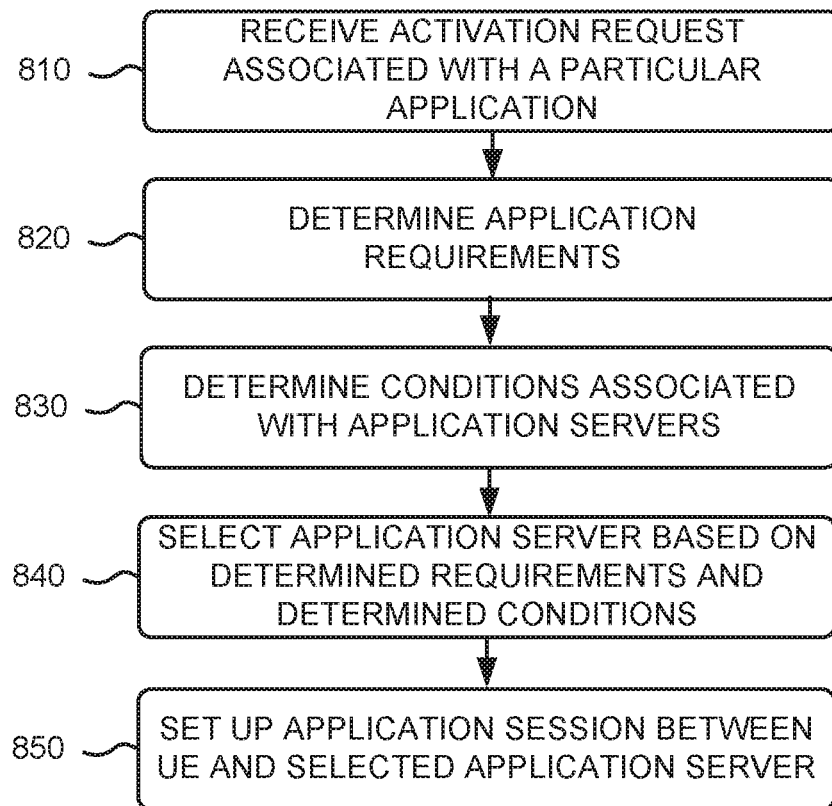 810
RECEIVE ACTIVATION REQUEST
ASSOCIATED WITH A PARTICULAR
APPLICATION
820
DETERMINE APPLICATION
REQUIREMENTS
830
DETERMINE CONDITIONS ASSOCIATED
WITH APPLICATION SERVERS
840
SELECT APPLICATION SERVER BASED ON
DETERMINED REQUIREMENTS AND
DETERMINED CONDITIONS
850
SET UP APPLICATION SESSION BETWEEN
UE AND SELECTED APPLICATION SERVER